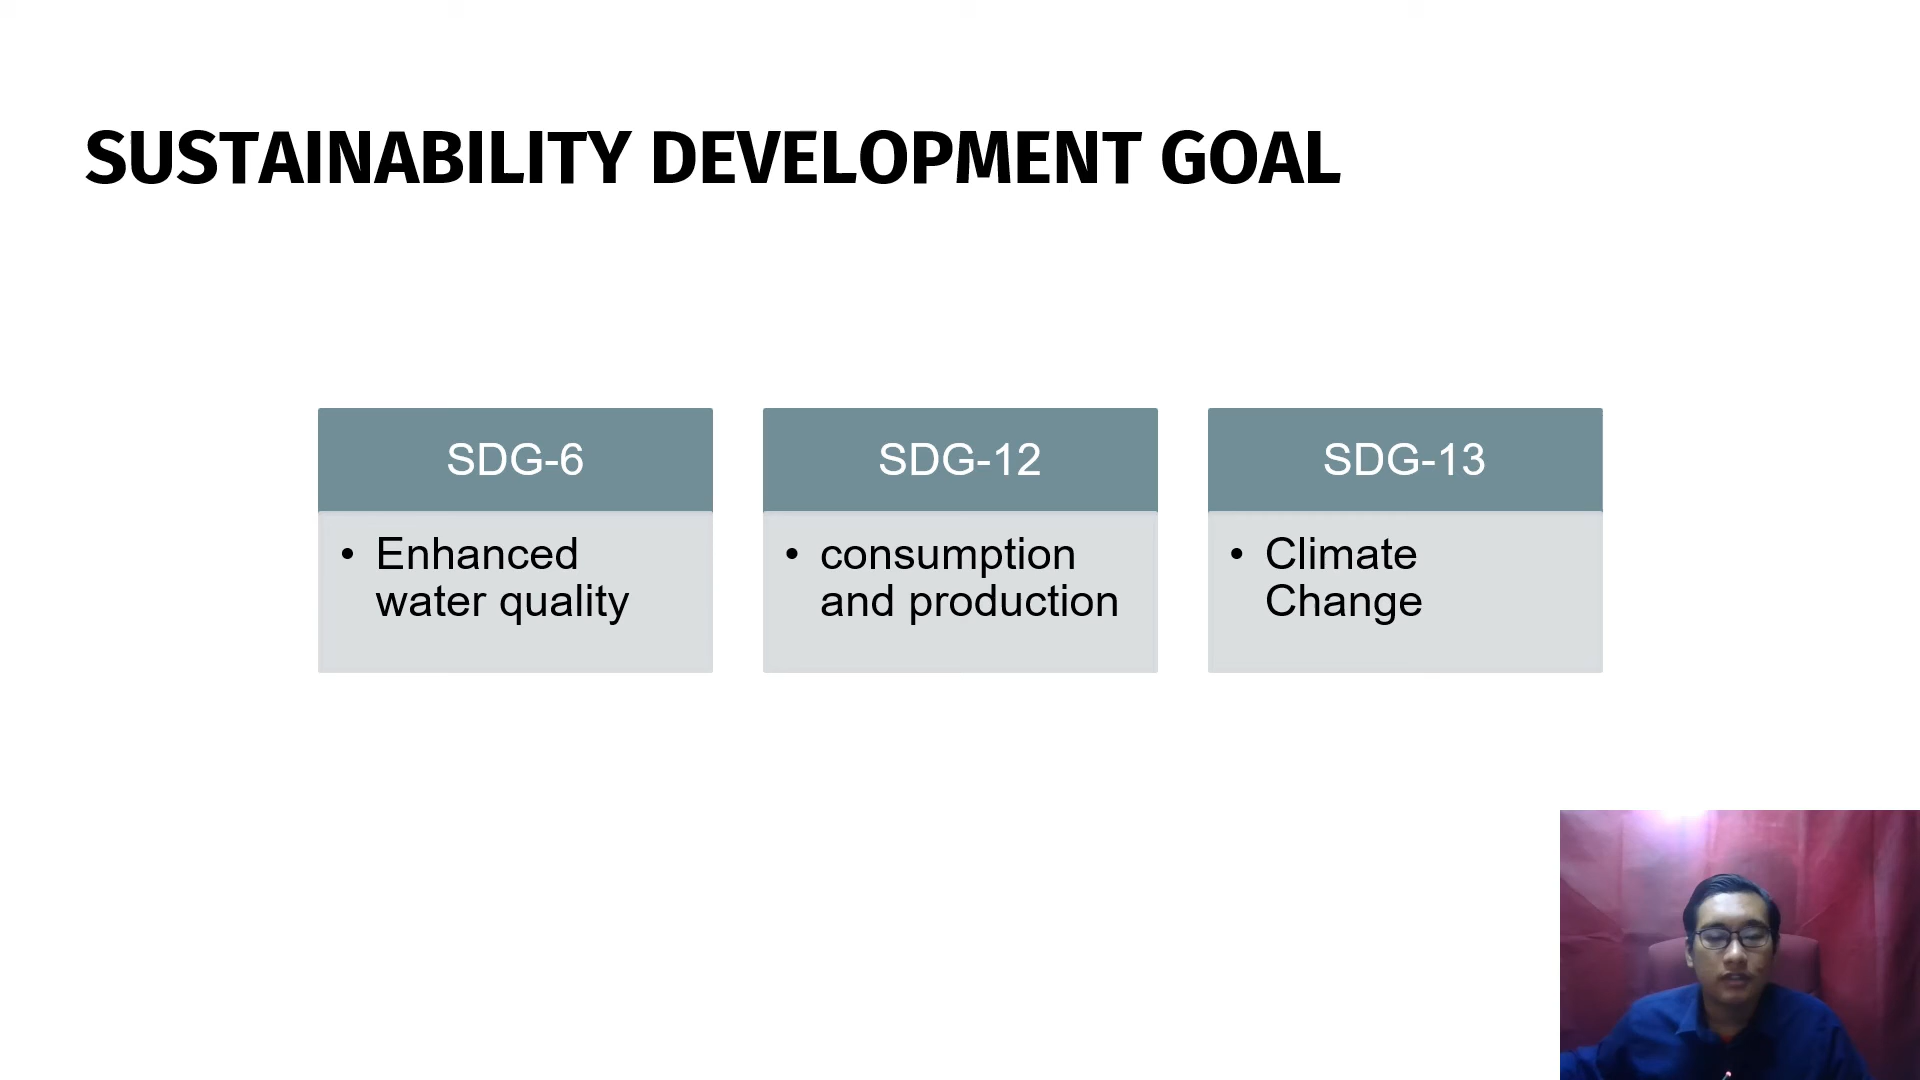 SUSTAINABILITY DEVELOPMENT GOAL
SDG-6
• Enhanced
water quality
SDG-12
• consumption
and production
SDG-13
• Climate
Change